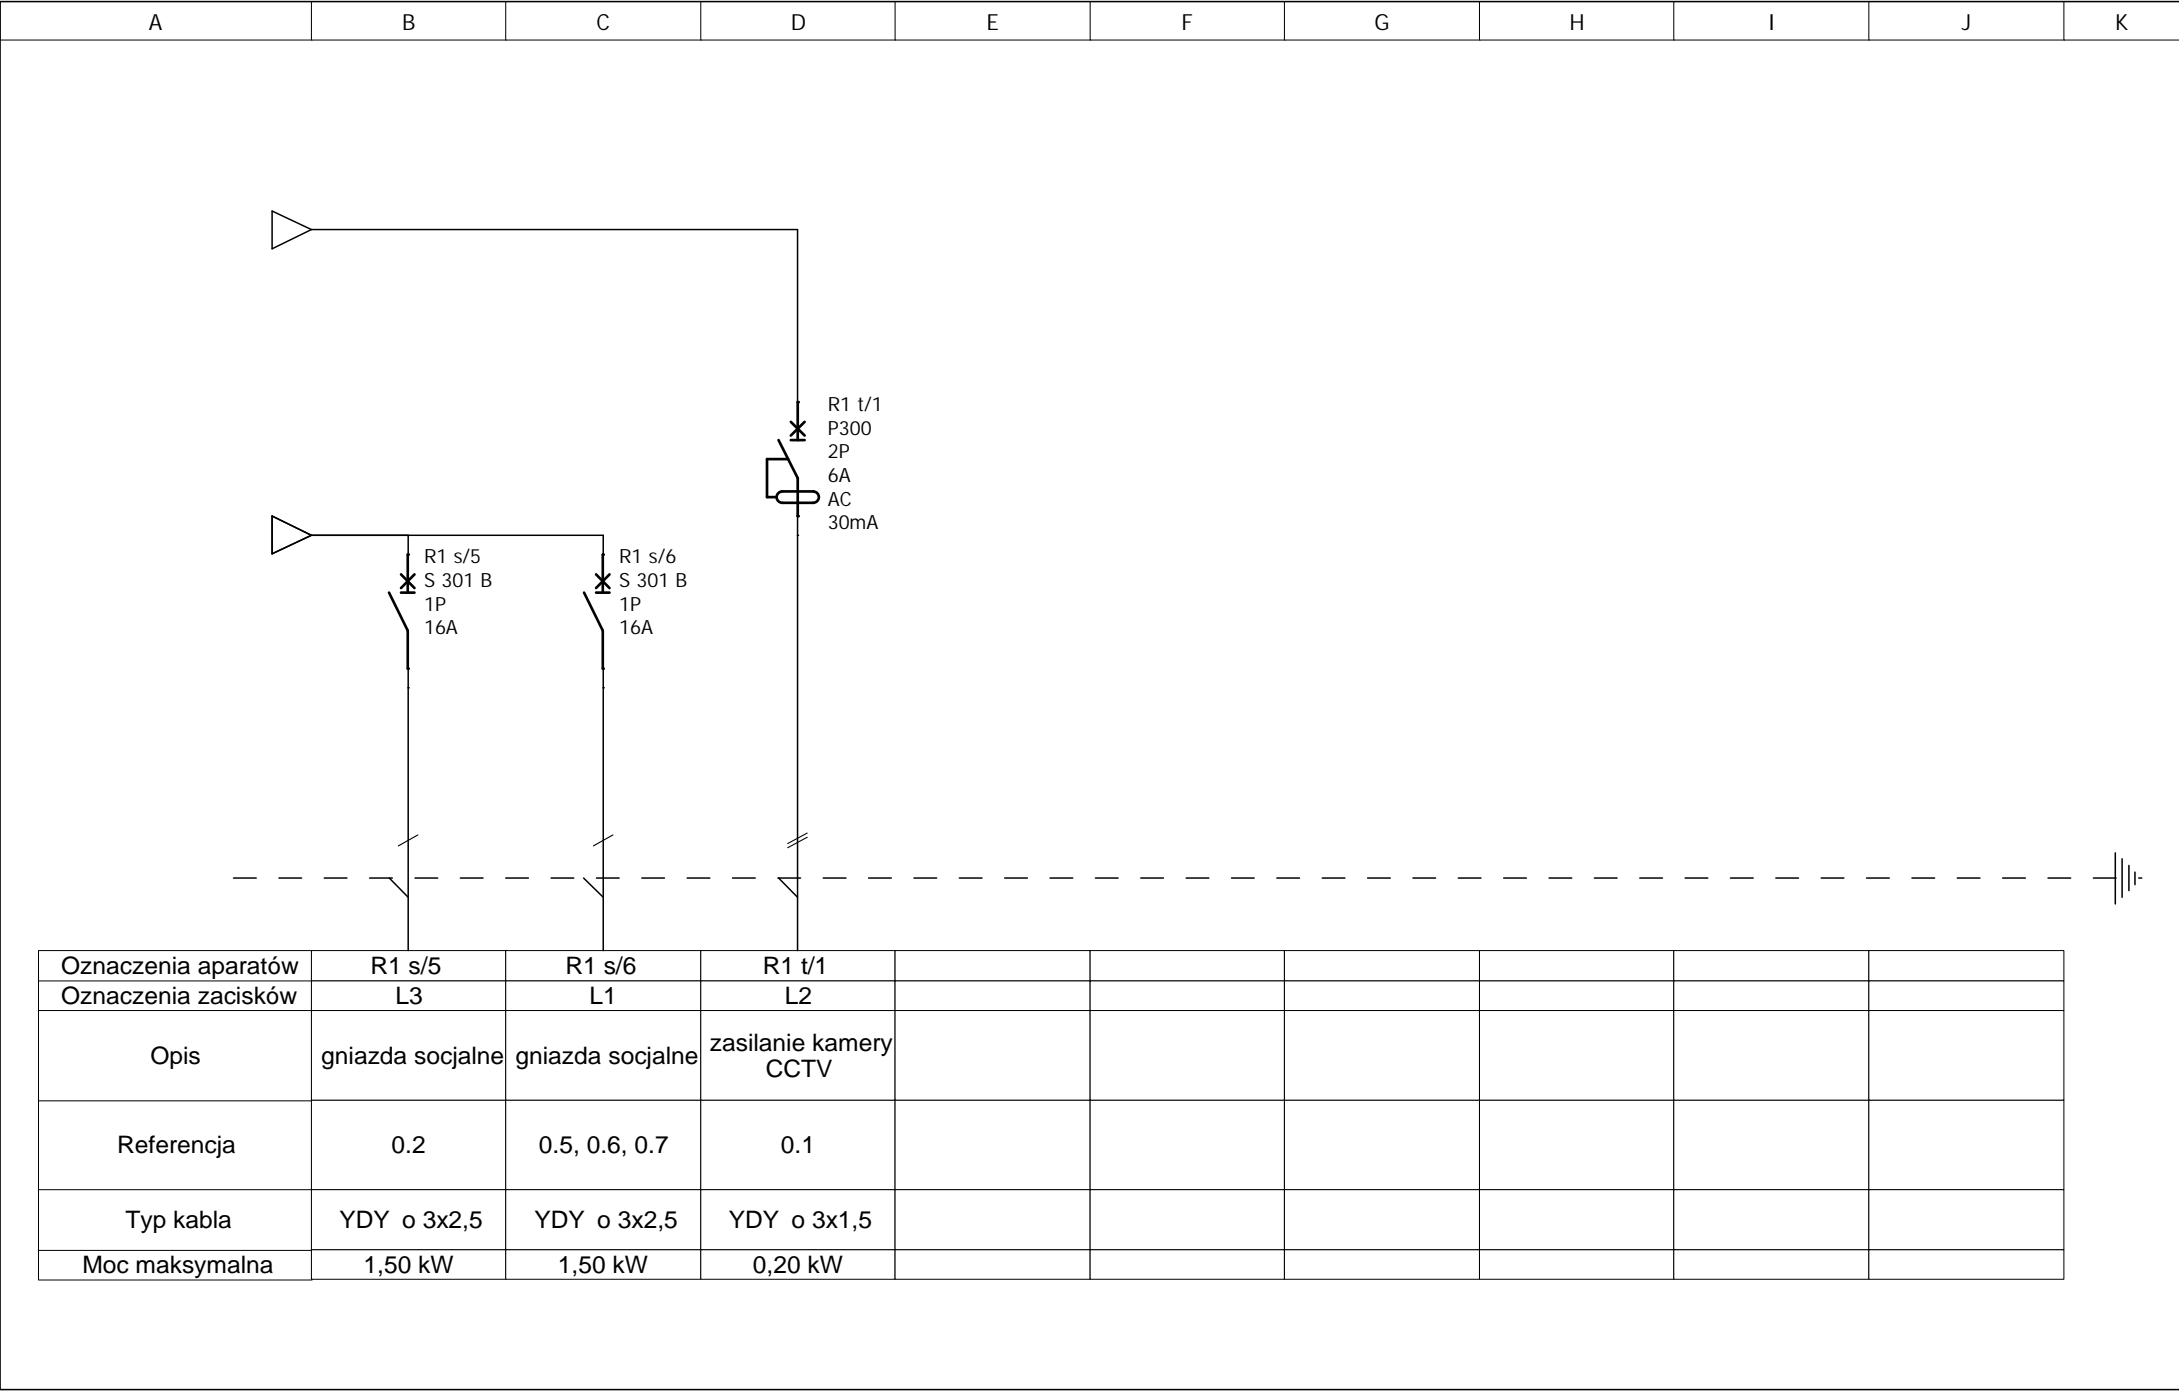 A B C D E F G H I J K
R1 t/1
P300
2P
6A
AC
30mA
R1 s/5
S 301 B
1P
16A
R1 s/6
S 301 B
1P
16A
Oznaczenia aparatów R1 s/5 R1 s/6 R1 t/1
Oznaczenia zacisków L3 L1 L2
Opis gniazda socjalne gniazda socjalne zasilanie kamery
CCTV
Referencja 0.2 0.5, 0.6, 0.7 0.1
Typ kabla YDY o 3x2,5 YDY o 3x2,5 YDY o 3x1,5
Moc maksymalna 1,50 kW 1,50 kW 0,20 kW